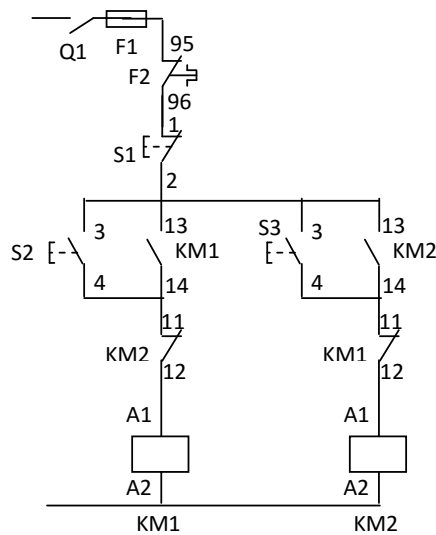 Q1 F1
95
F2
96
1
S1
2
3 13 3 13
S2 KM1 S3 KM2
4 14 4 14
11 11
KM2 KM1
12 12
A1 A1
A2 A2
KM1 KM2